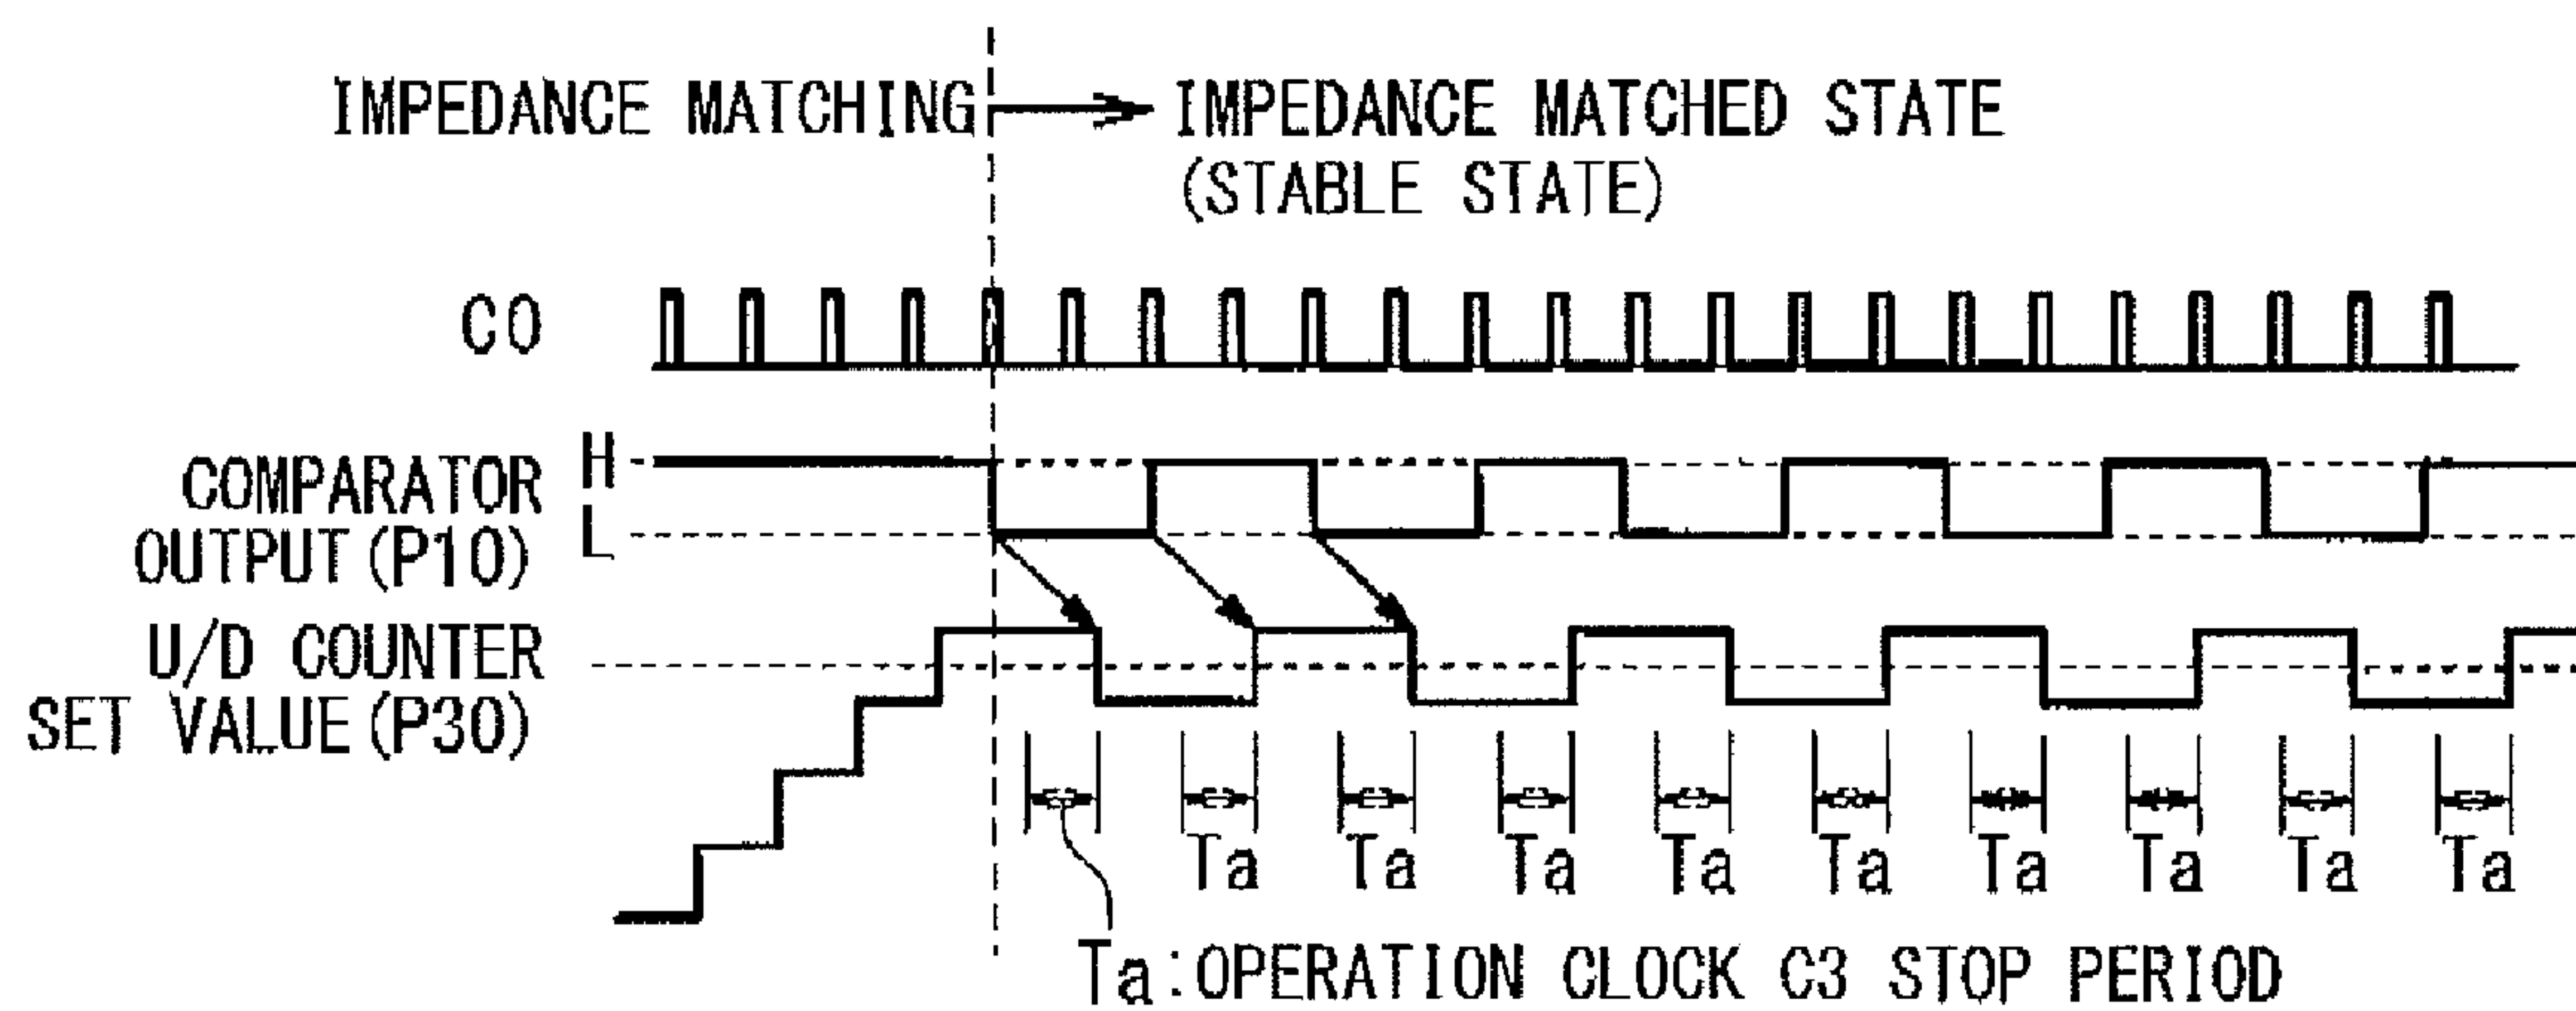 IMPEDANCE MATCHING
IMPEDANCE MATCHED STATE
(STABLE STATE)
C0
COMPARATOR
OUTPUT(P10)
H
L
U/D COUNTER
SET VALUE(P30)
Ta Ta Ta Ta Ta Ta Ta Ta Ta
Ta:OPERATION CLOCK C3 STOP PERIOD